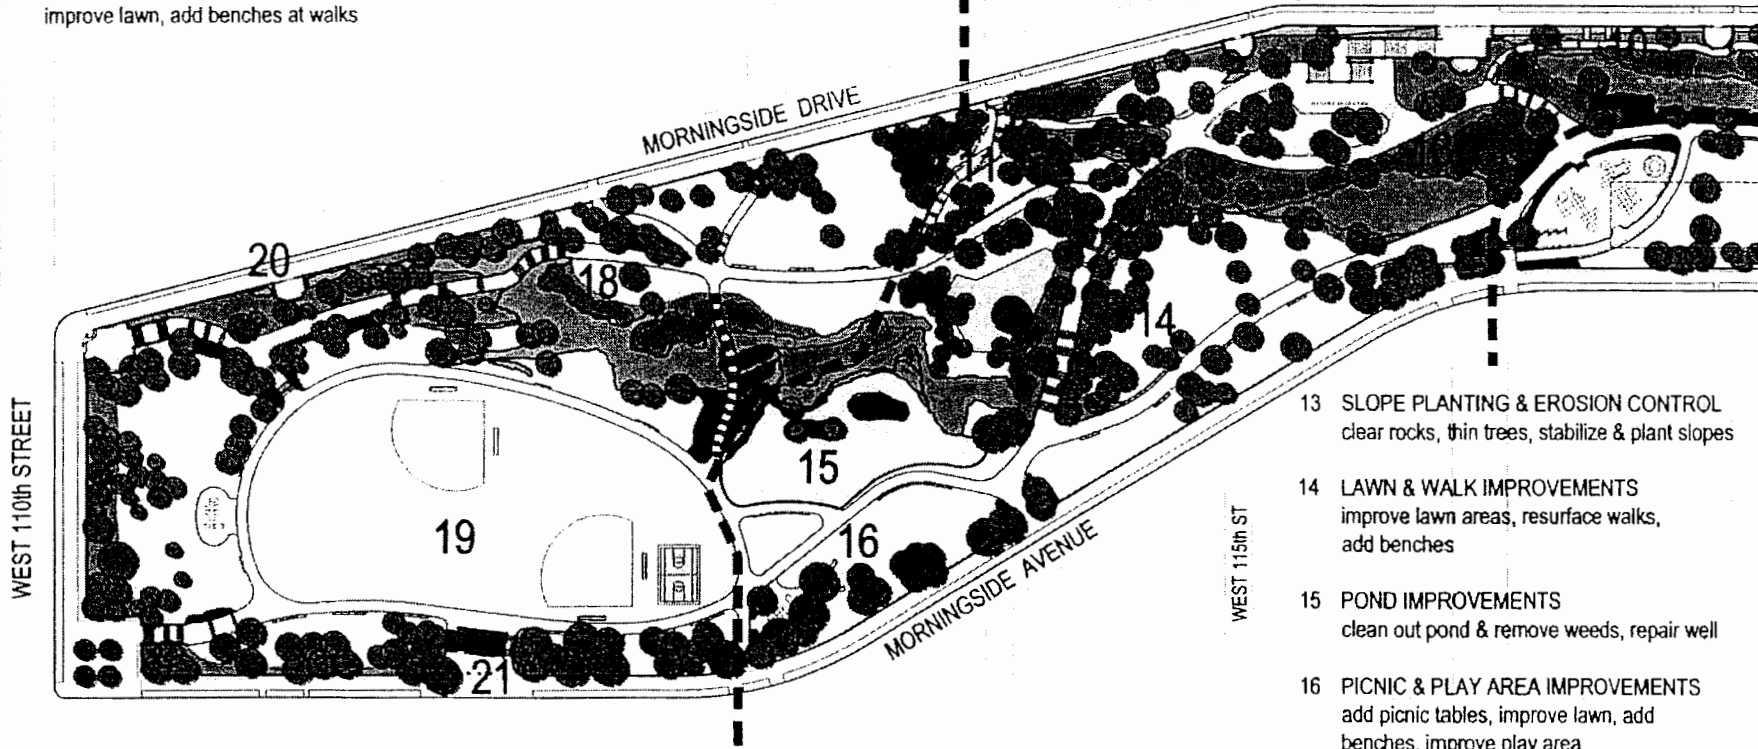 improve lawn, add benches at walks
MORNINGSIDE DRIVE
10
11
20
18
14
WEST 110th STREET
15
19
16
21
MORNINGSIDE AVENUE
WEST 115th ST
13 SLOPE PLANTING & EROSION CONTROL
clear rocks, thin trees, stabilize & plant slopes
14 LAWN & WALK IMPROVEMENTS
improve lawn areas, resurface walks,
add benches
15 POND IMPROVEMENTS
clean out pond & remove weeds, repair well
16 PICNIC & PLAY AREA IMPROVEMENTS
add picnic tables, improve lawn, add
benches, improve play area